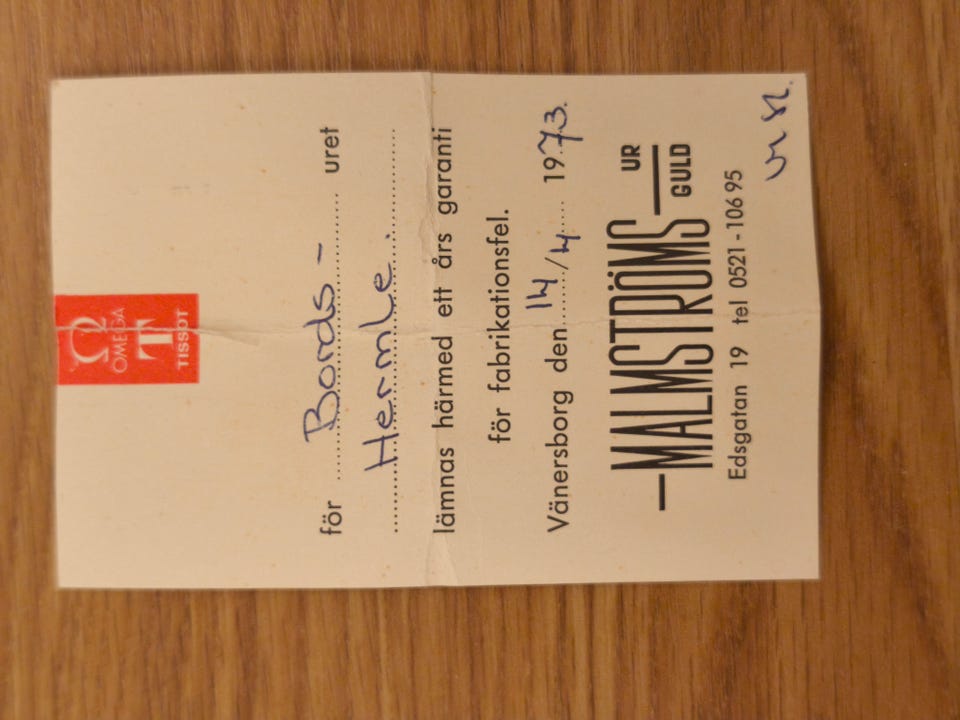 Ω
OMEGA
T
TISSOT
för Bords- uret
Hermle.
lämnas härmed ett års garanti
för fabrikationsfel.
Vänersborg den 14/4 1973.
MALMSTRÖMS UR GULD
Edsgatan 19 tel 0521-106 95